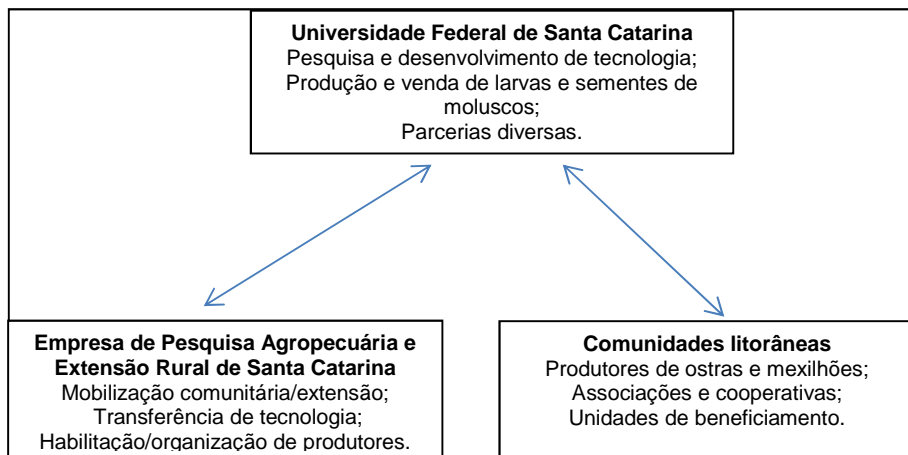 Universidade Federal de Santa Catarina
Pesquisa e desenvolvimento de tecnologia;
Produção e venda de larvas e sementes de
moluscos;
Parcerias diversas.
Empresa de Pesquisa Agropecuária e
Extensão Rural de Santa Catarina
Mobilização comunitária/extensão;
Transferência de tecnologia;
Habilitação/organização de produtores.
Comunidades litorâneas
Produtores de ostras e mexilhões;
Associações e cooperativas;
Unidades de beneficiamento.